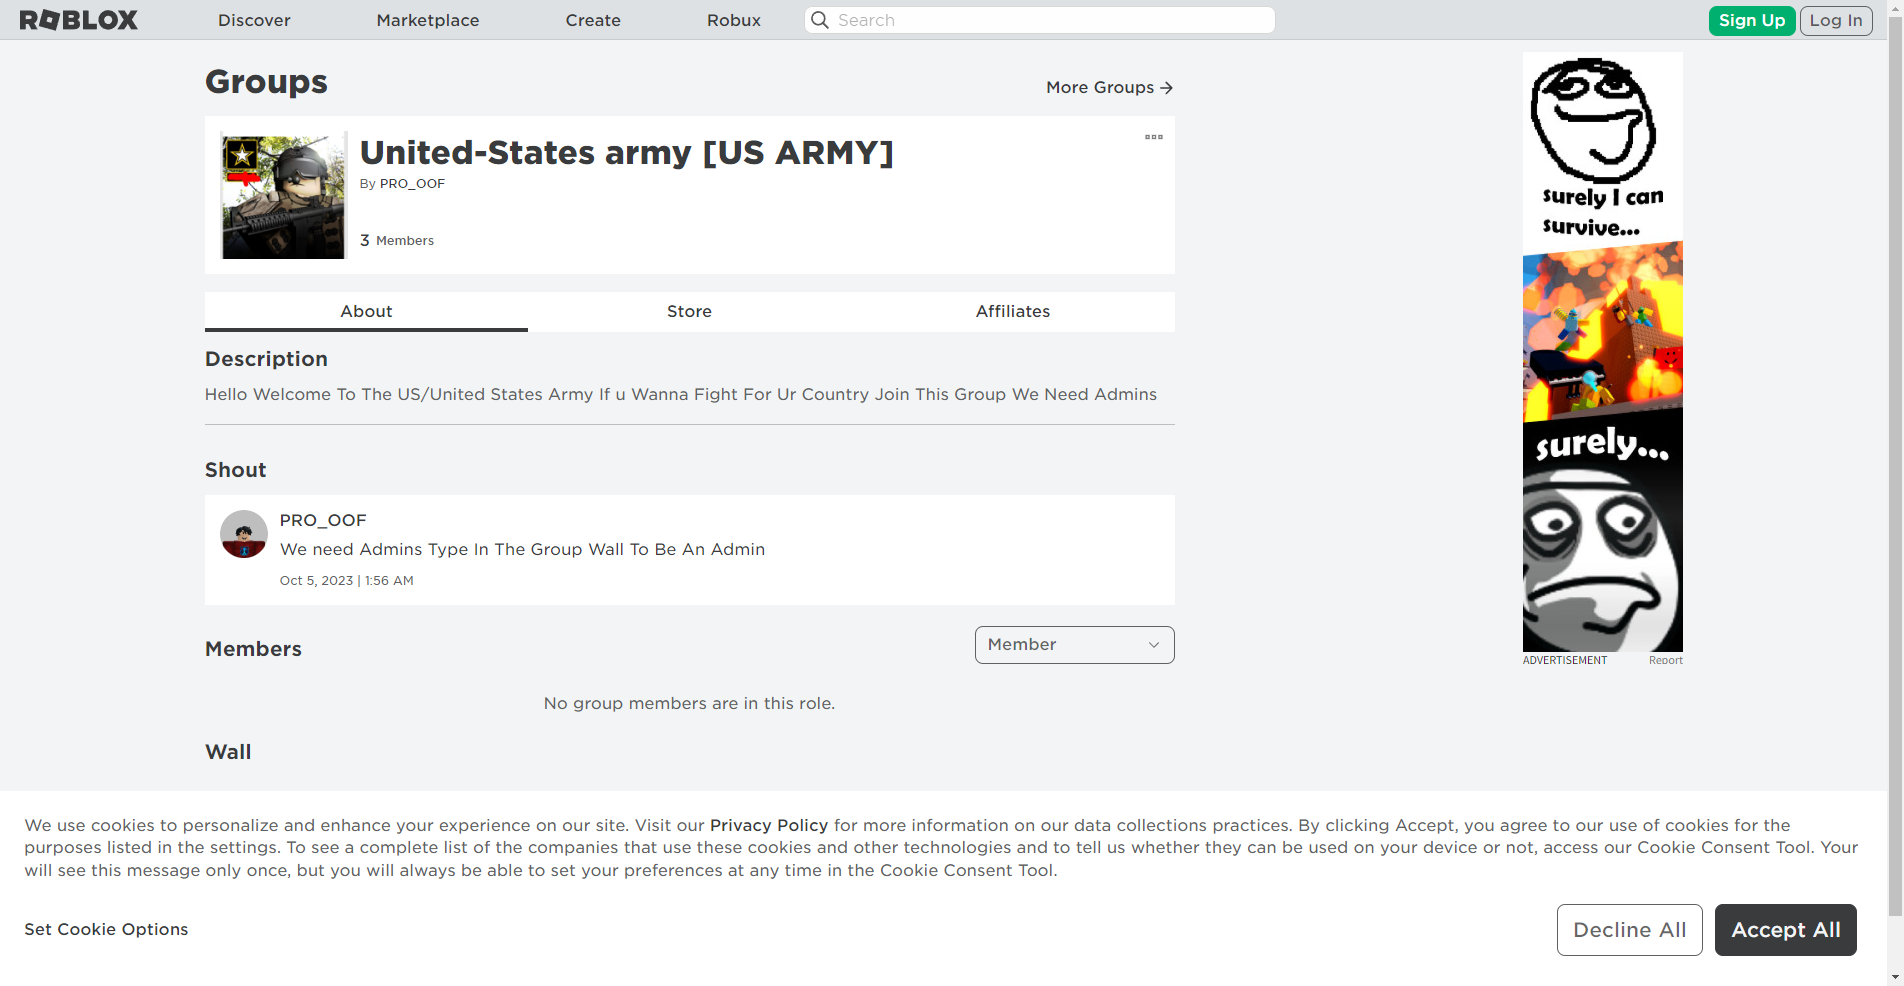 ROBLOX
Discover
Marketplace
Create
Robux
Search
Sign Up
Log In
Groups
More Groups →
United-States army [US ARMY]
By PRO_OOF
3 Members
About
Store
Affiliates
Description
Hello Welcome To The US/United States Army If u Wanna Fight For Ur Country Join This Group We Need Admins
Shout
PRO_OOF
We need Admins Type In The Group Wall To Be An Admin
Oct 5, 2023 | 1:56 AM
Members
Member
No group members are in this role.
Wall
surely I can
survive...
surely...
ADVERTISEMENT
Report
We use cookies to personalize and enhance your experience on our site. Visit our Privacy Policy for more information on our data collections practices. By clicking Accept, you agree to our use of cookies for the
purposes listed in the settings. To see a complete list of the companies that use these cookies and other technologies and to tell us whether they can be used on your device or not, access our Cookie Consent Tool. Your
will see this message only once, but you will always be able to set your preferences at any time in the Cookie Consent Tool.
Set Cookie Options
Decline All
Accept All